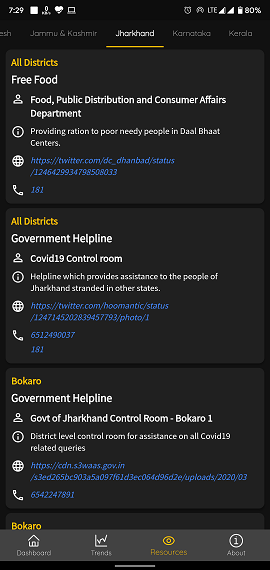 7:29
0
KB/s
LTE
80%
esh
Jammu & Kashmir
Jharkhand
Karnataka
Kerala
All Districts
Free Food
Food, Public Distribution and Consumer Affairs
Department
Providing ration to poor needy people in Daal Bhaat
Centers.
https://twitter.com/dc_dhanbad/status
/1246429934798508033
181
All Districts
Government Helpline
Covid19 Control room
Helpline which provides assistance to the people of
Jharkhand stranded in other states.
https://twitter.com/hoomantic/status
/1247145202839457793/photo/1
6512490037
181
Bokaro
Government Helpline
Govt of Jharkhand Control Room - Bokaro 1
District level control room for assistance on all Covid19
related queries
https://cdn.s3waas.gov.in
/s3ed265bc903a5a097f61d3ec064d96d2e/uploads/2020/03
6542247891
Bokaro
Dashboard
Trends
Resources
About